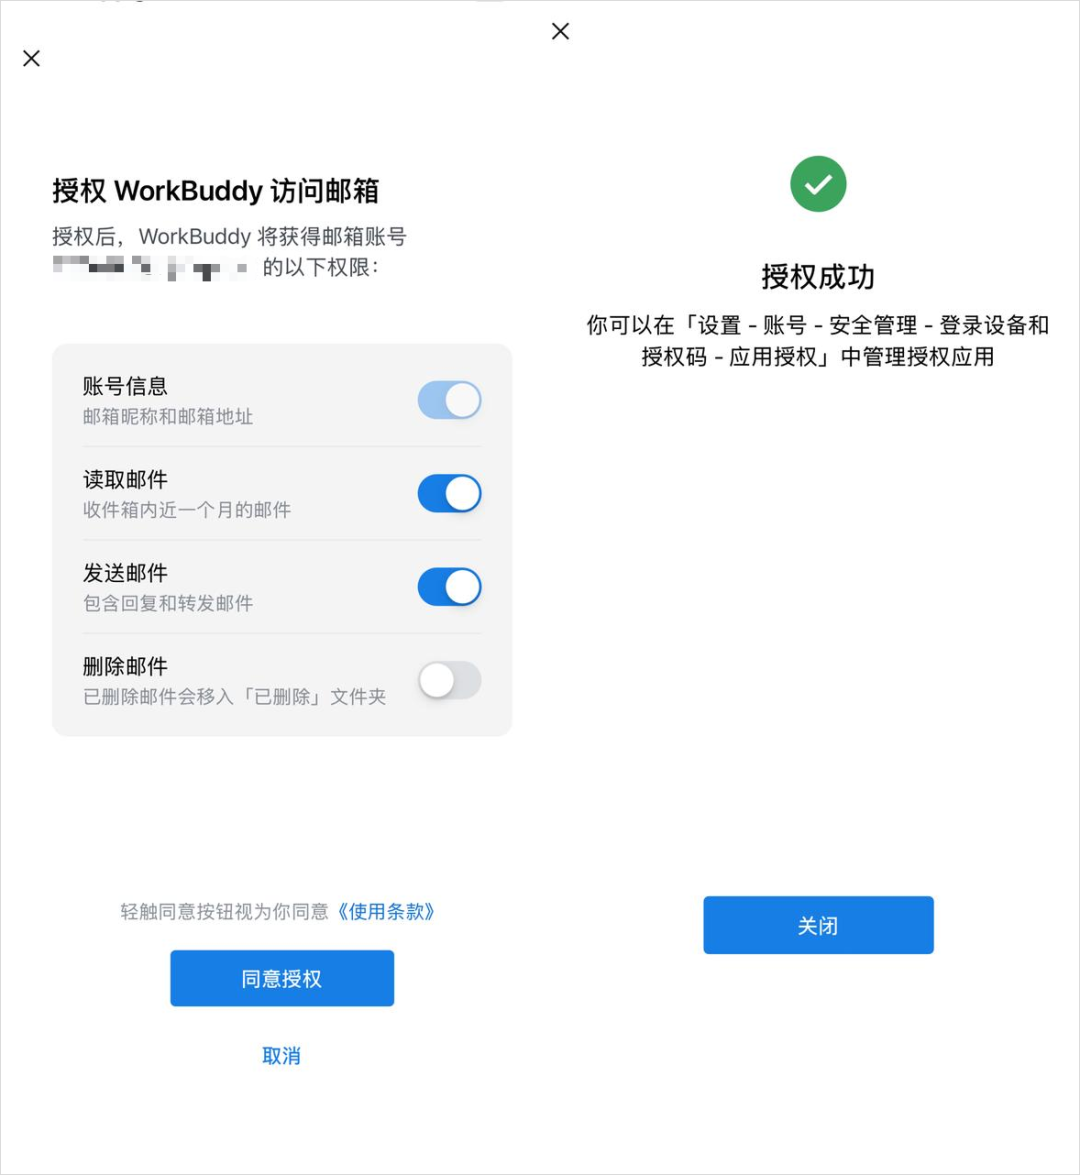 授权 WorkBuddy 访问邮箱
授权后，WorkBuddy 将获得邮箱账号
的以下权限：
账号信息
邮箱昵称和邮箱地址
读取邮件
收件箱内近一个月的邮件
发送邮件
包含回复和转发邮件
删除邮件
已删除邮件会移入「已删除」文件夹
轻触同意按钮视为你同意《使用条款》
同意授权
取消
授权成功
你可以在「设置 - 账号 - 安全管理 - 登录设备和
授权码 - 应用授权」中管理授权应用
关闭